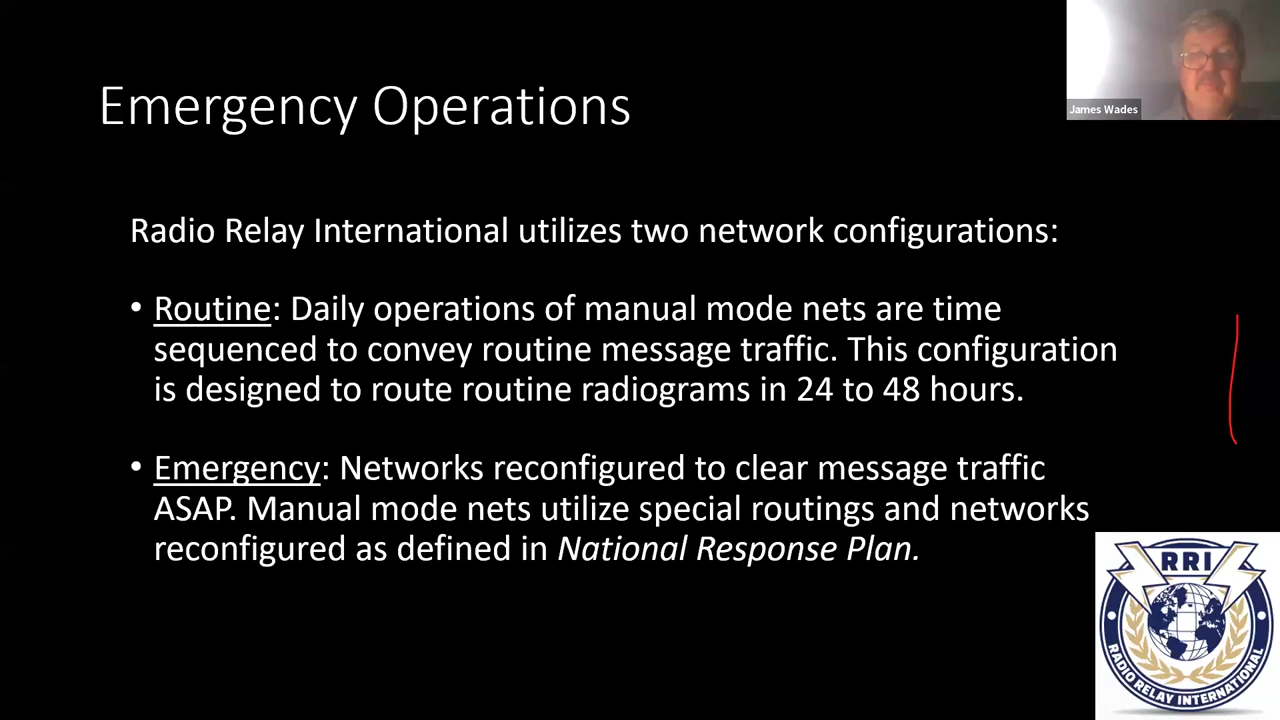 Emergency Operations
James Wades
Radio Relay International utilizes two network configurations:
• Routine: Daily operations of manual mode nets are time
sequenced to convey routine message traffic. This configuration
is designed to route routine radiograms in 24 to 48 hours.
• Emergency: Networks reconfigured to clear message traffic
ASAP. Manual mode nets utilize special routings and networks
reconfigured as defined in National Response Plan.
RRI
RADIO RELAY INTERNATIONAL